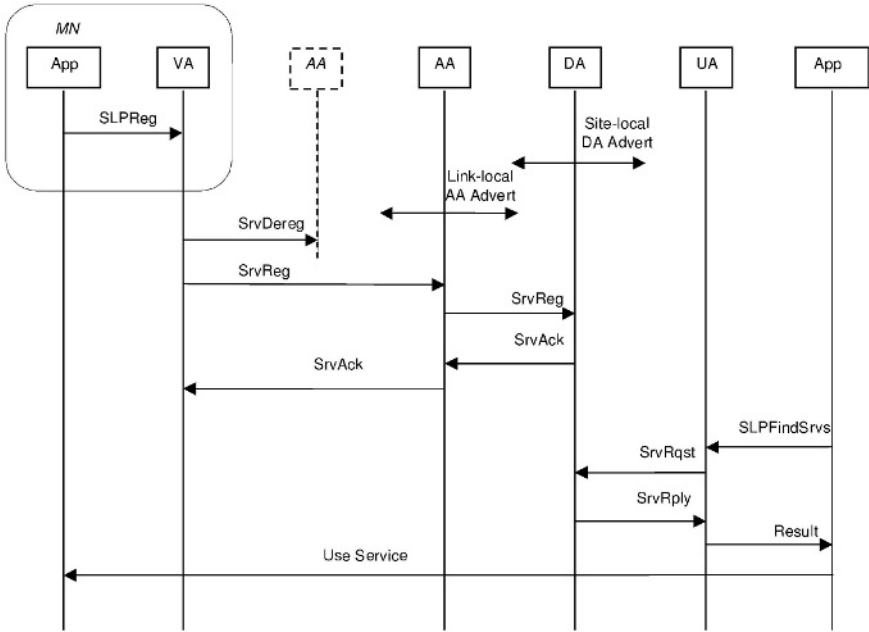 MN
App
VA
AA
AA
DA
UA
App
SLPReg
Site-local
DA Advert
Link-local
AA Advert
SrvDereg
SrvReg
SrvReg
SrvAck
SrvAck
SLPFindSrvs
SrvRqst
SrvRply
Result
Use Service